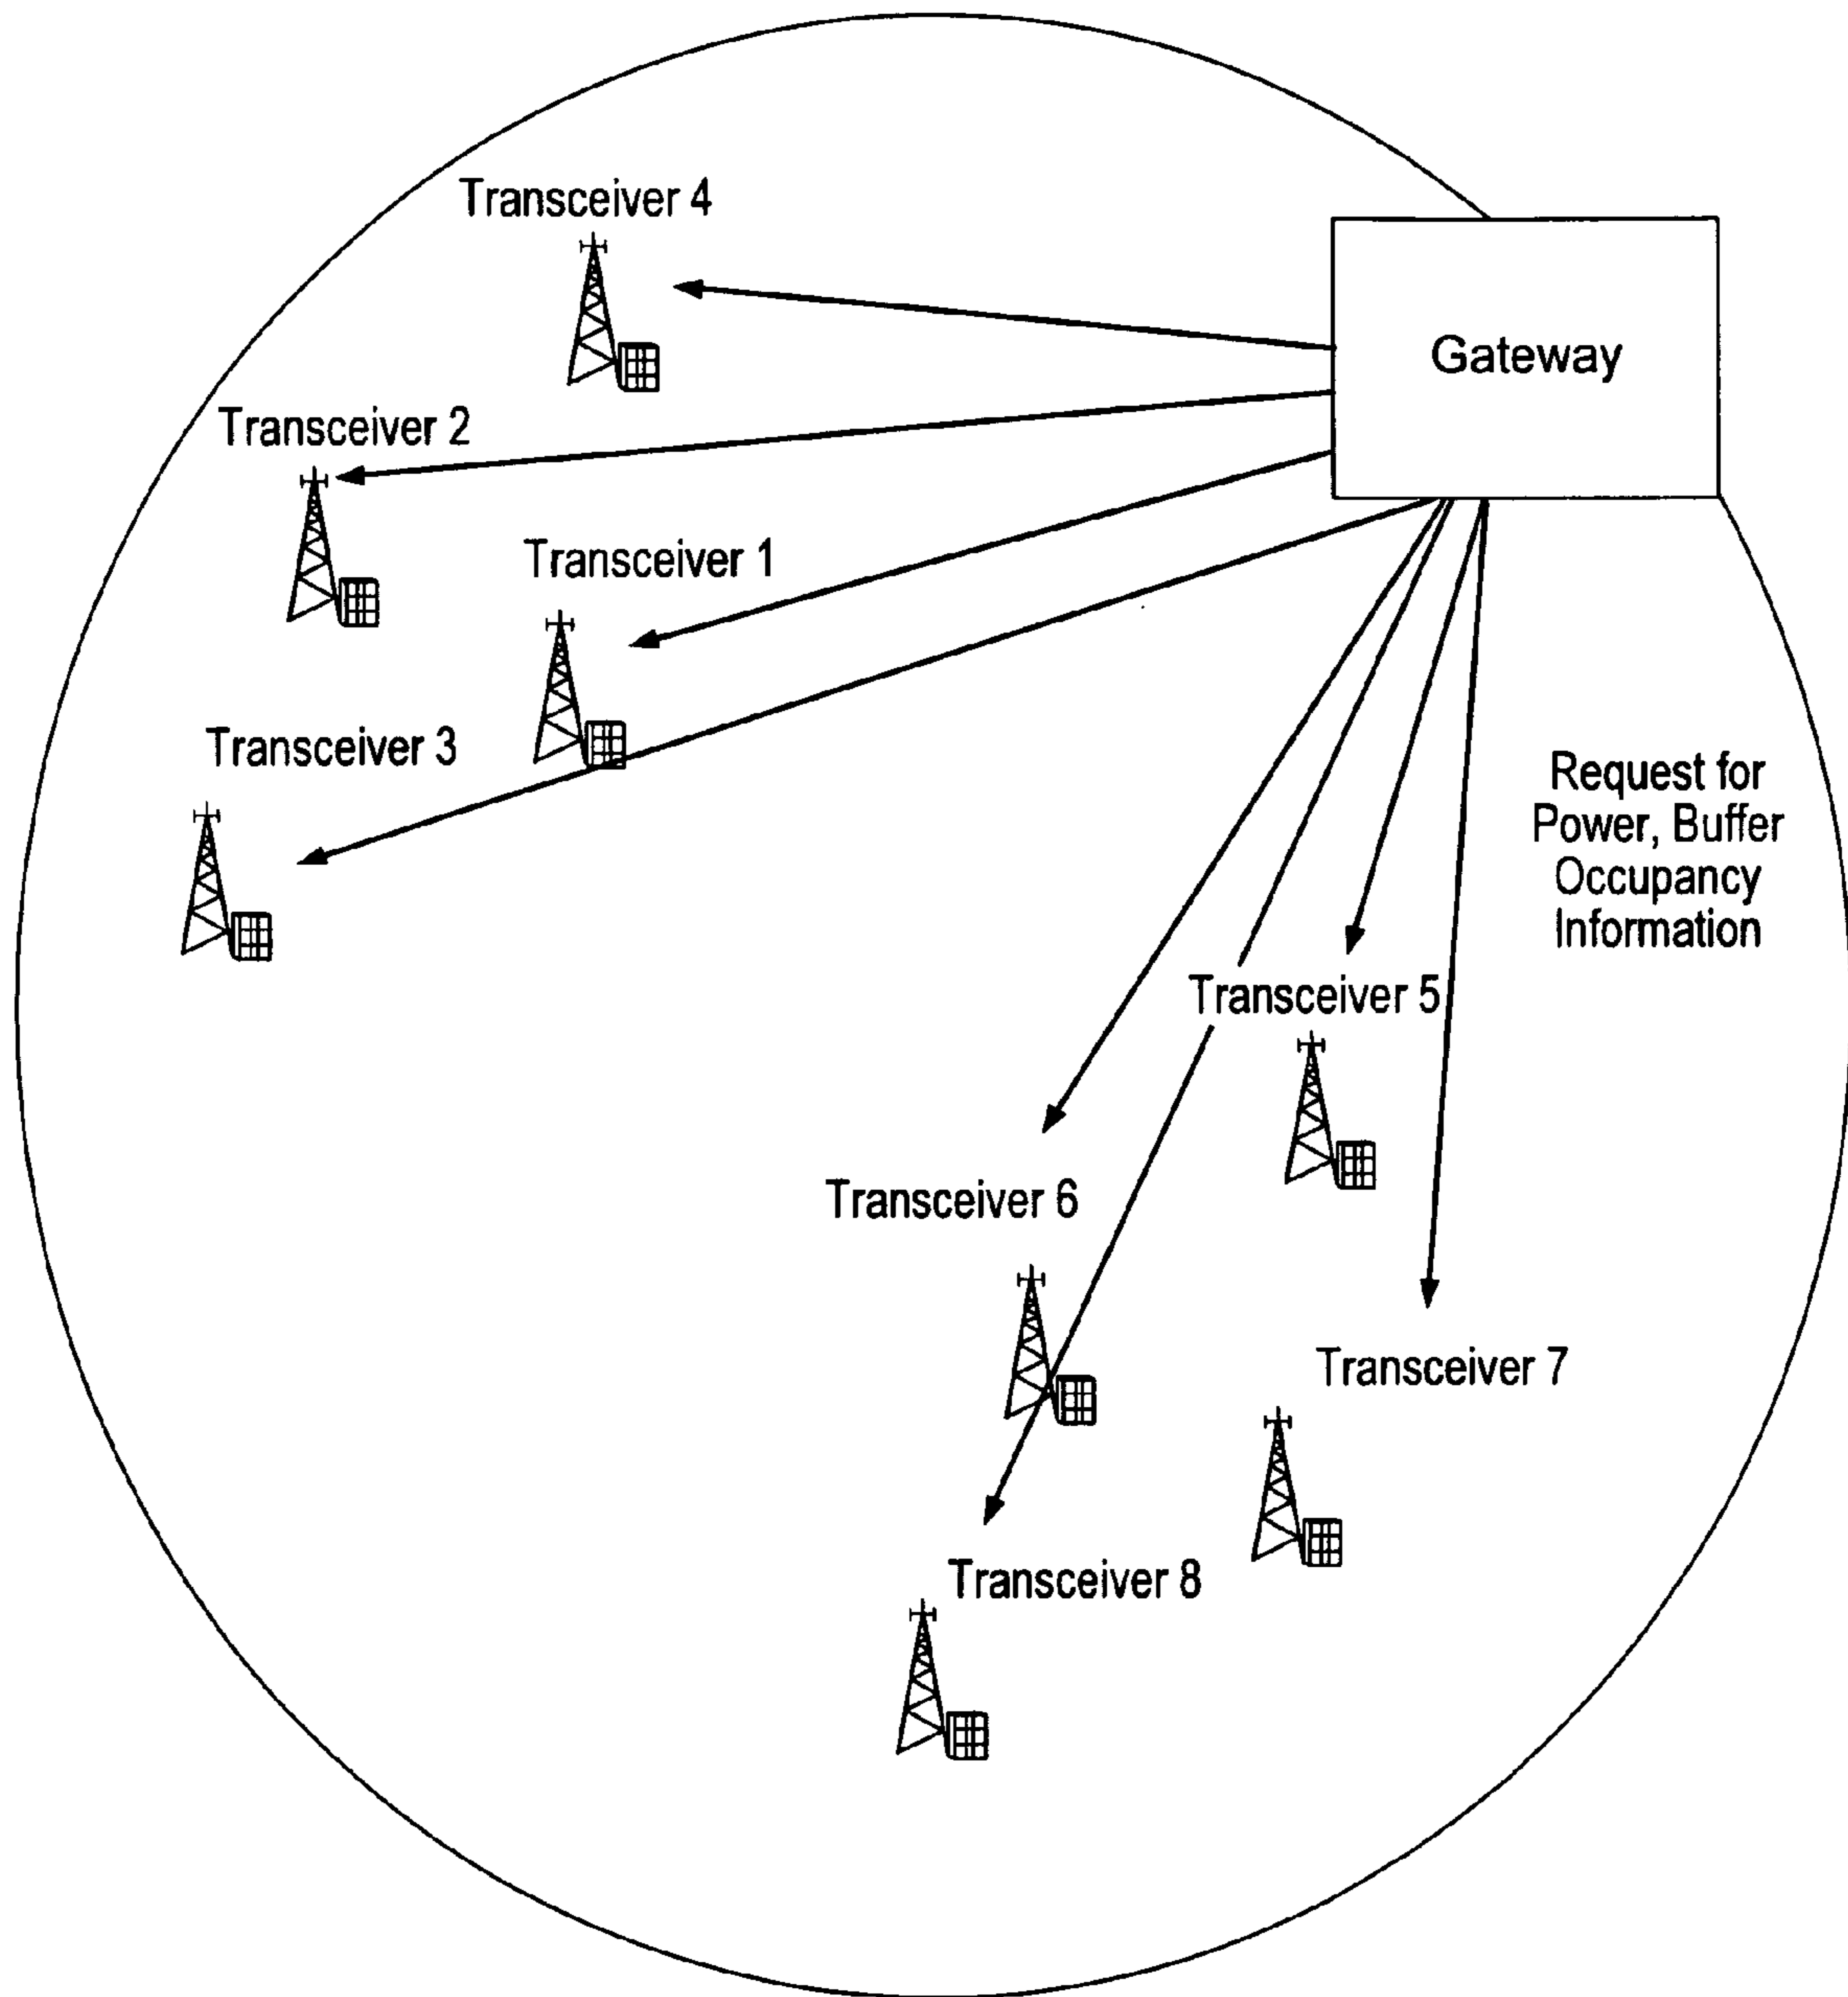 Transceiver 4
Gateway
Transceiver 2
Transceiver 1
Transceiver 3
Request for
Power, Buffer
Occupancy
Information
Transceiver 5
Transceiver 6
Transceiver 7
Transceiver 8